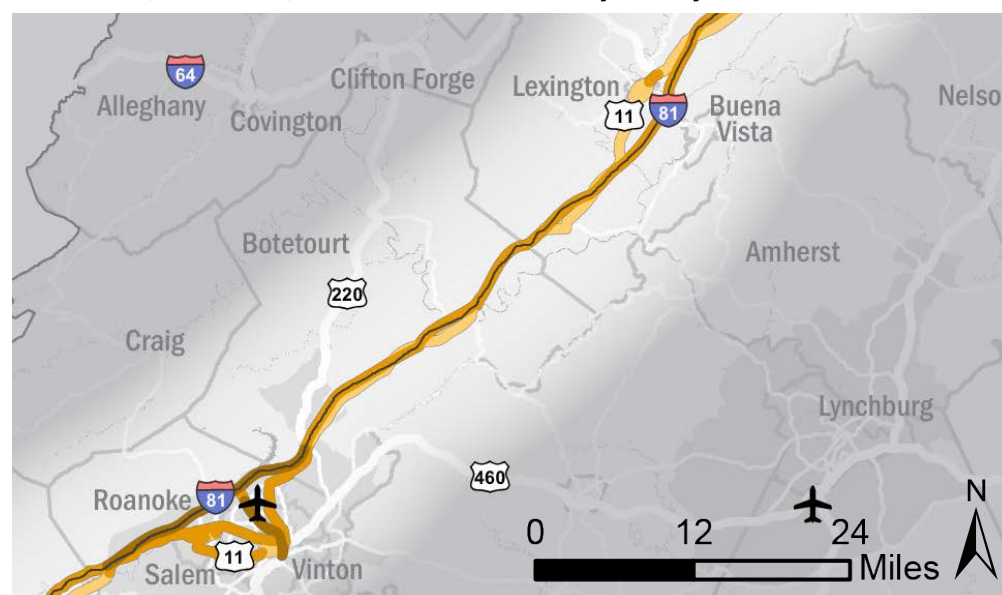 64
Clifton Forge
Lexington
Alleghany
Covington
11
81
Buena
Vista
Nelso
Botetourt
Amherst
220
Craig
Lynchburg
460
Roanoke
81
N
0 12 24
Miles
11
Salem
Vinton